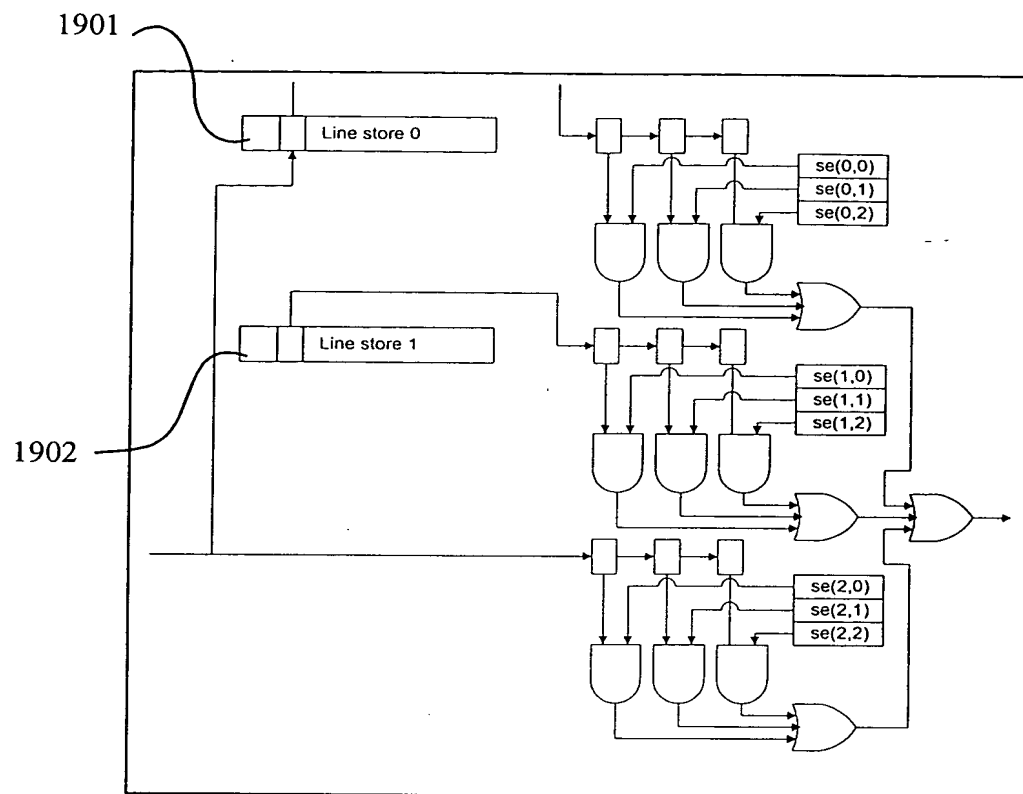 1901
Line store 0
se(0,0)
se(0,1)
se(0,2)
Line store 1
se(1,0)
se(1,1)
se(1,2)
1902
se(2,0)
se(2,1)
se(2,2)